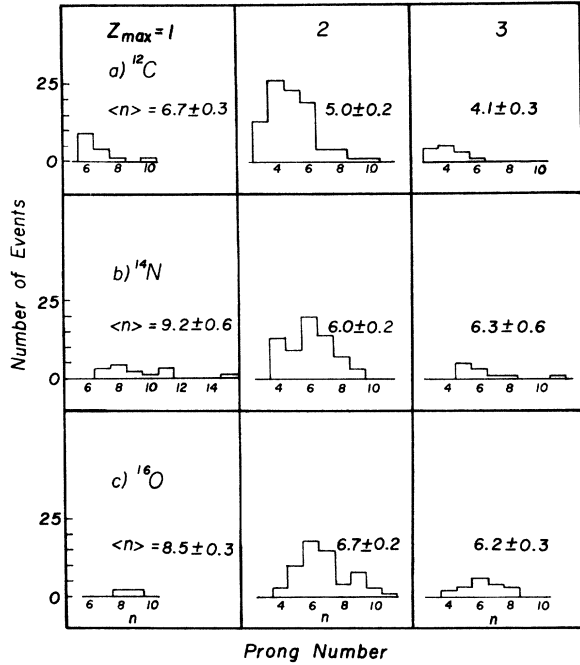 Zmax=1 2 3
a) ¹²C
25
<n> = 6.7±0.3 5.0±0.2 4.1±0.3
0
6 8 10 4 6 8 10 4 6 8 10
b) ¹⁴N
25
<n> = 9.2±0.6 6.0±0.2 6.3±0.6
0
6 8 10 12 14 4 6 8 10 4 6 8 10
c) ¹⁶O
25
<n> = 8.5±0.3 6.7±0.2 6.2±0.3
0
6 8 10 4 6 8 10 4 6 8 10
n n n
Number of Events
Prong Number